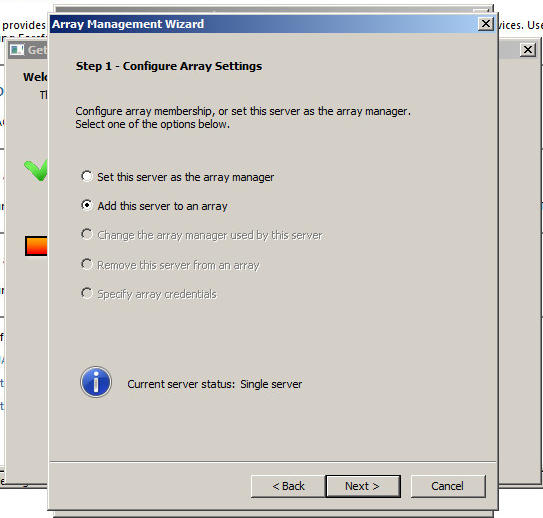 provides
vices. Use
Array Management Wizard
Get
Welc
Step 1 - Configure Array Settings
Configure array membership, or set this server as the array manager.
Select one of the options below.
Set this server as the array manager
Add this server to an array
Change the array manager used by this server
Remove this server from an array
Specify array credentials
Current server status: Single server
< Back Next > Cancel